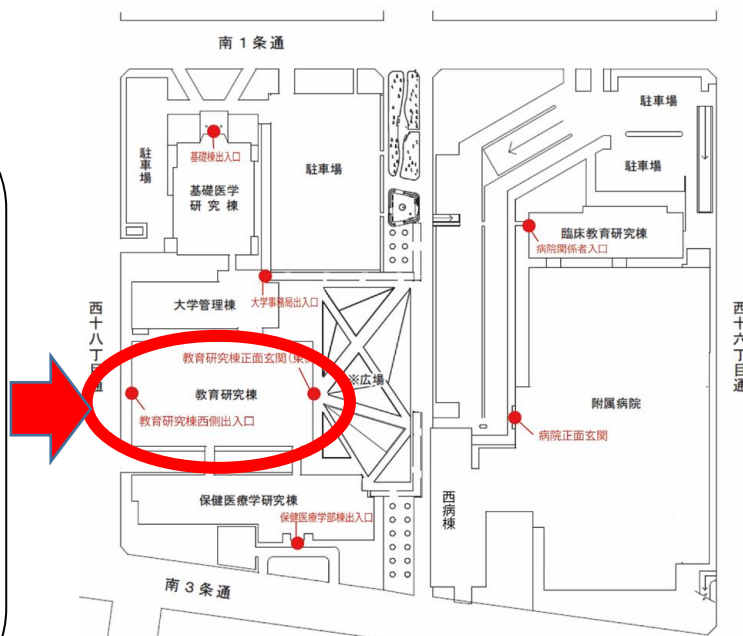 南1条通
駐車場
基礎棟出入口
基礎医学
研究棟
駐車場
駐車場
駐車場
臨床教育研究棟
病院関係者入口
大学管理棟
大学事務局出入口
西十八丁目通
西十六丁目通
教育研究棟正面玄関(東
※広場
教育研究棟
教育研究棟西側出入口
附属病院
病院正面玄関
保健医療学研究棟
保健医療学部棟出入口
西病棟
南3条通